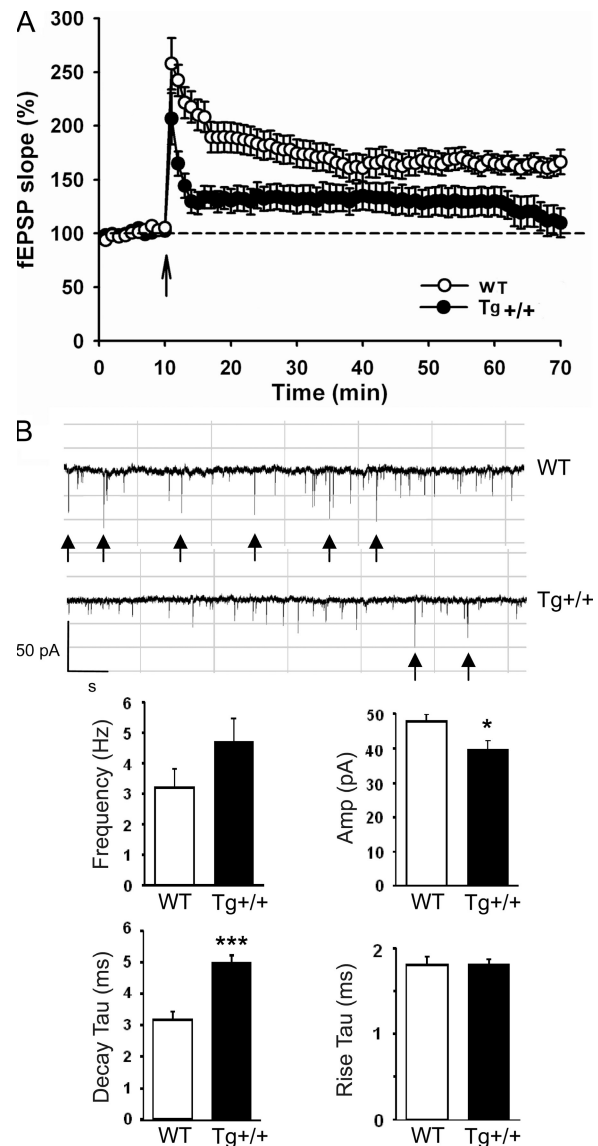 A
300
250
200
150
100
50
0
fEPSP slope (%)
WT
Tg+/+
0 10 20 30 40 50 60 70
Time (min)
B
WT
Tg+/+
50 pA
s
6
5
4
3
2
1
0
Frequency (Hz)
WT Tg+/+
50
40
30
20
10
0
Amp (pA)
*
WT Tg+/+
6
5
4
3
2
1
0
Decay Tau (ms)
***
WT Tg+/+
2
1
0
Rise Tau (ms)
WT Tg+/+